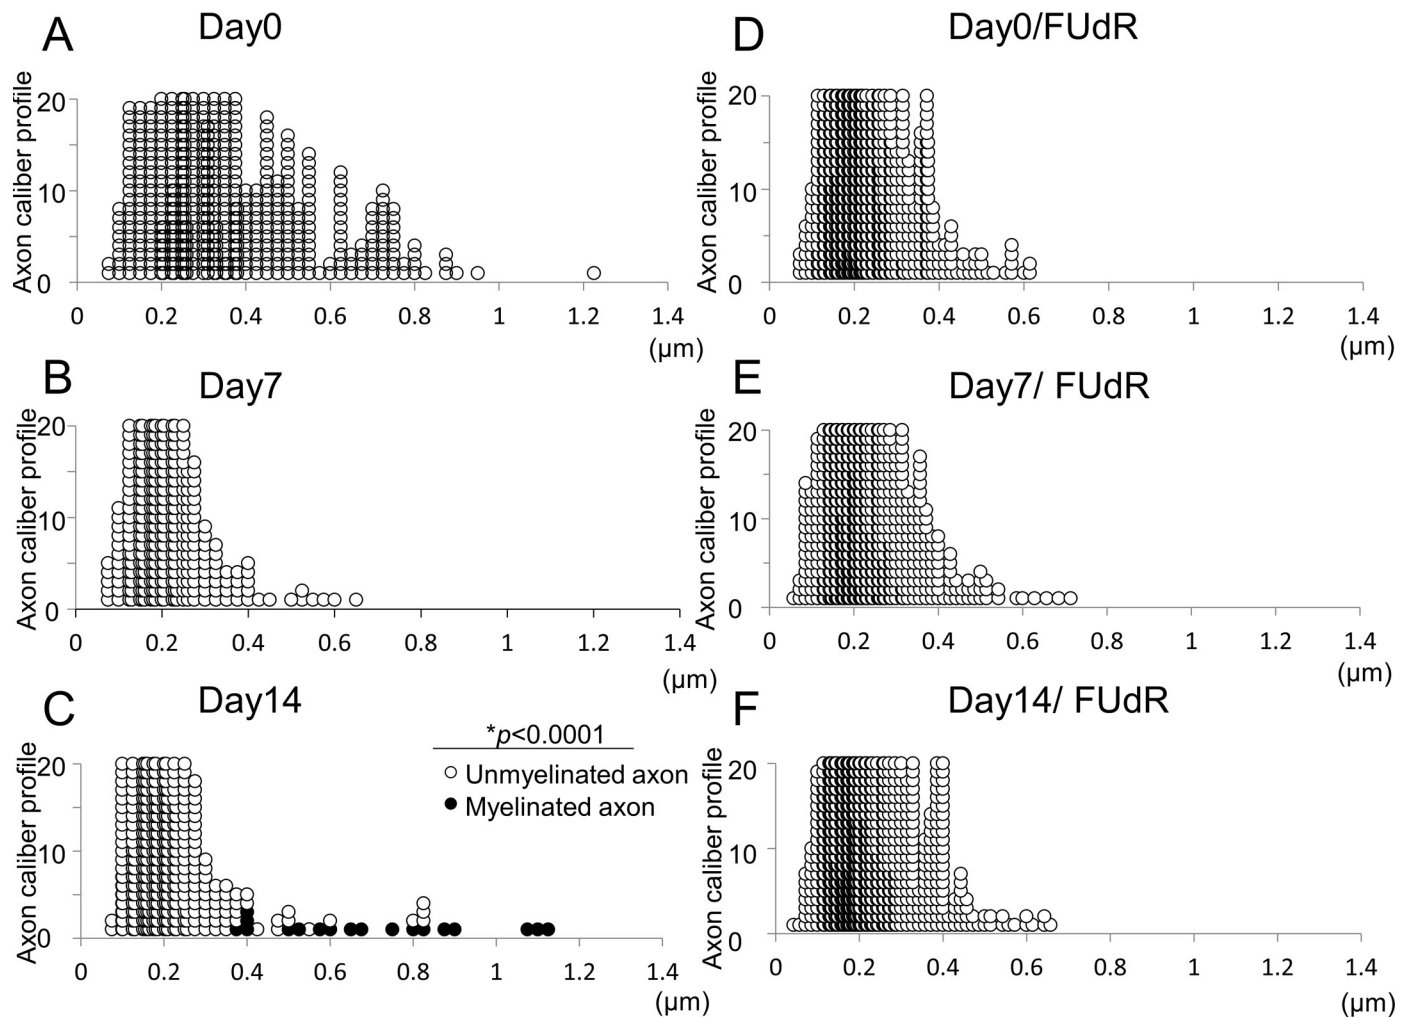 A
Day0
Axon caliber profile
20
10
0
0 0.2 0.4 0.6 0.8 1 1.2 1.4
(µm)
B
Day7
Axon caliber profile
20
10
0
0 0.2 0.4 0.6 0.8 1 1.2 1.4
(µm)
C
Day14
*p<0.0001
Unmyelinated axon
Myelinated axon
Axon caliber profile
20
10
0
0 0.2 0.4 0.6 0.8 1 1.2 1.4
(µm)
D
Day0/FUdR
Axon caliber profile
20
10
0
0 0.2 0.4 0.6 0.8 1 1.2 1.4
(µm)
E
Day7/ FUdR
Axon caliber profile
20
10
0
0 0.2 0.4 0.6 0.8 1 1.2 1.4
(µm)
F
Day14/ FUdR
Axon caliber profile
20
10
0
0 0.2 0.4 0.6 0.8 1 1.2 1.4
(µm)